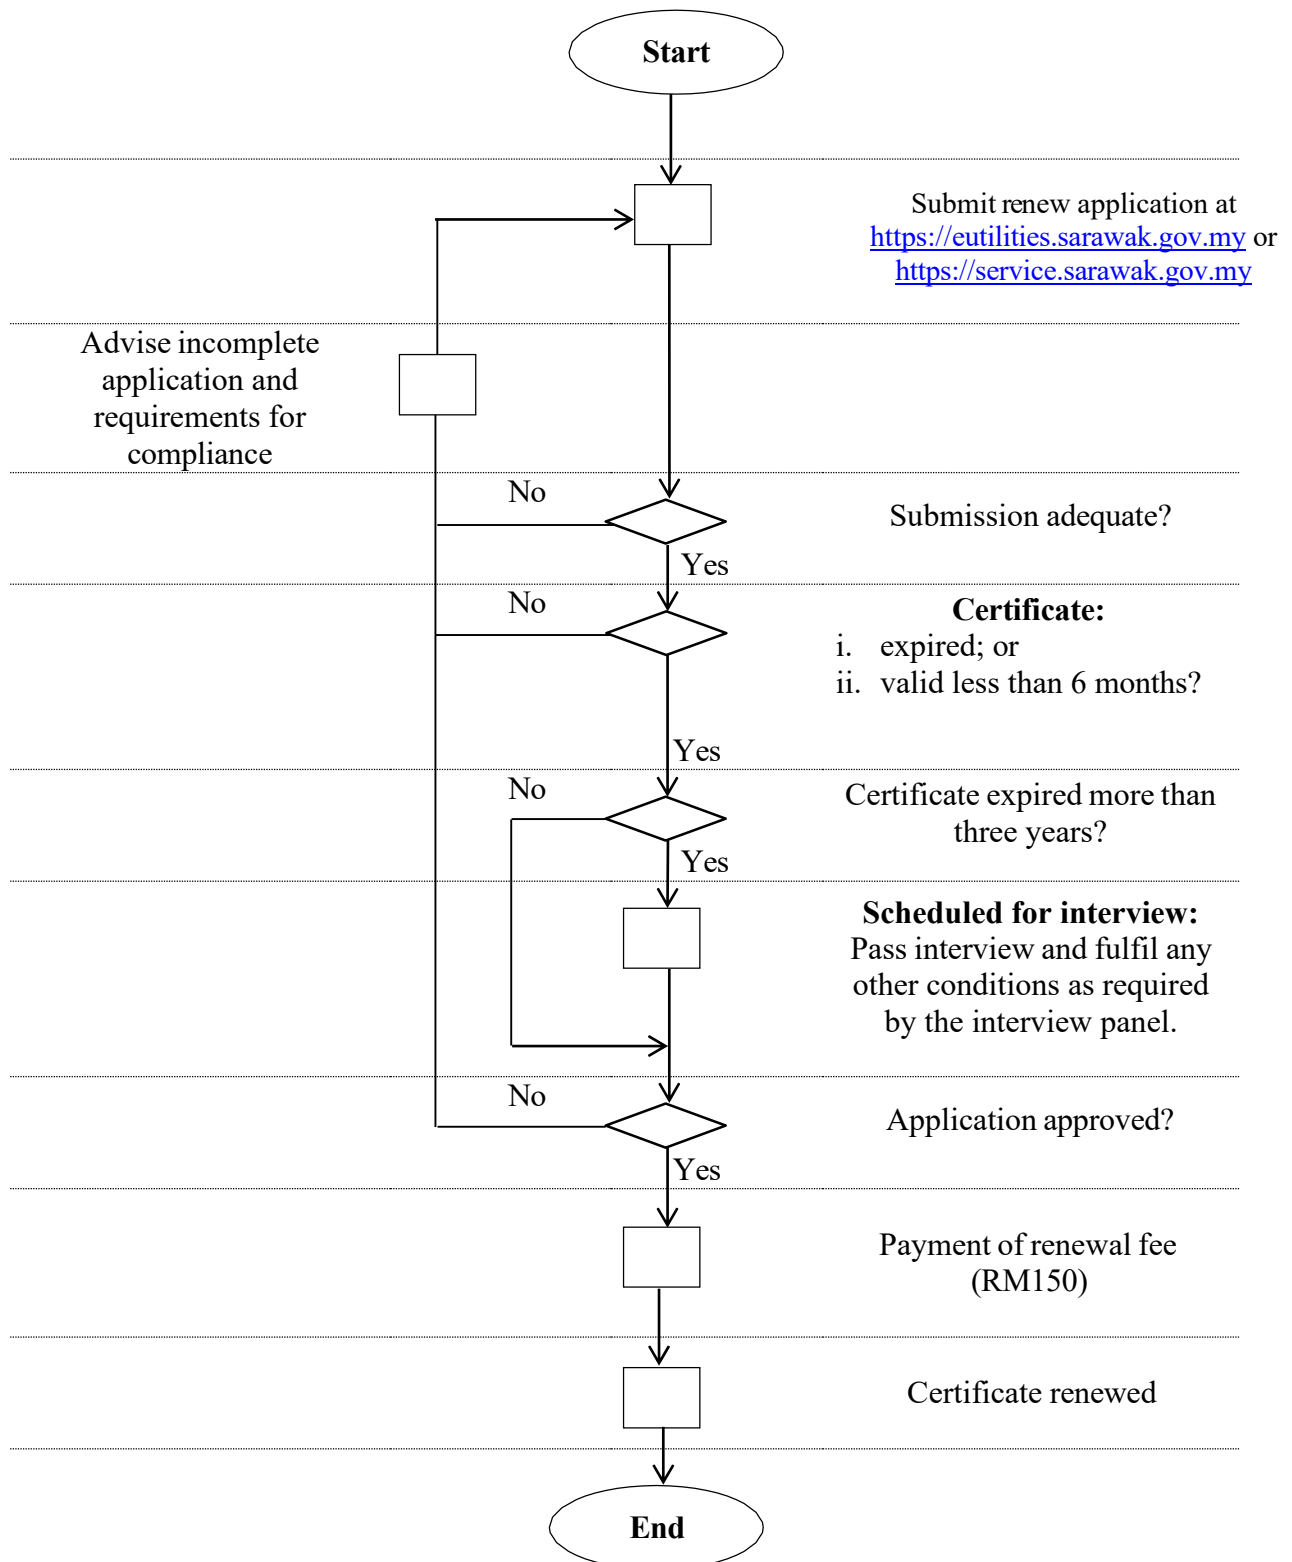 Start
Submit renew application at
https://eutilities.sarawak.gov.my or
https://service.sarawak.gov.my
Advise incomplete
application and
requirements for
compliance
No
Submission adequate?
Yes
No
Certificate:
i. expired; or
ii. valid less than 6 months?
Yes
No
Certificate expired more than
three years?
Yes
Scheduled for interview:
Pass interview and fulfil any
other conditions as required
by the interview panel.
No
Application approved?
Yes
Payment of renewal fee
(RM150)
Certificate renewed
End